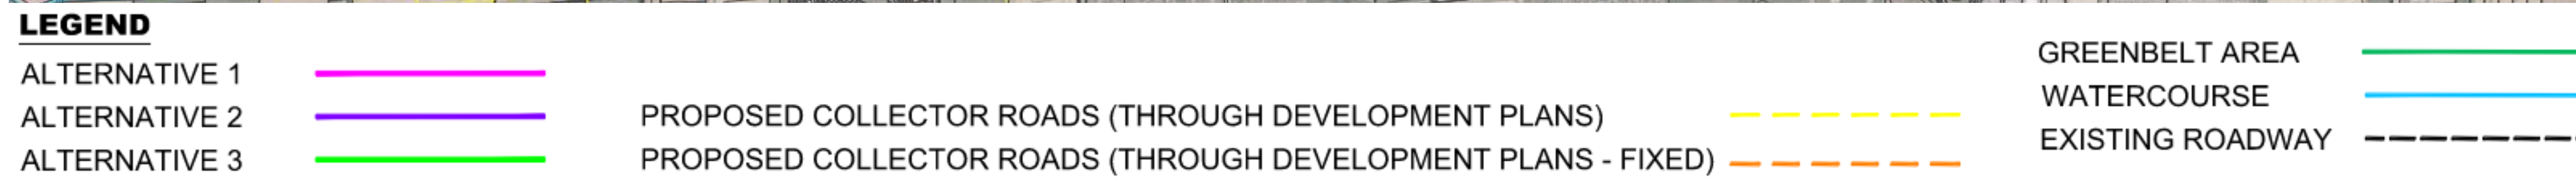 LEGEND
ALTERNATIVE 1
ALTERNATIVE 2
ALTERNATIVE 3
PROPOSED COLLECTOR ROADS (THROUGH DEVELOPMENT PLANS)
PROPOSED COLLECTOR ROADS (THROUGH DEVELOPMENT PLANS - FIXED)
GREENBELT AREA
WATERCOURSE
EXISTING ROADWAY